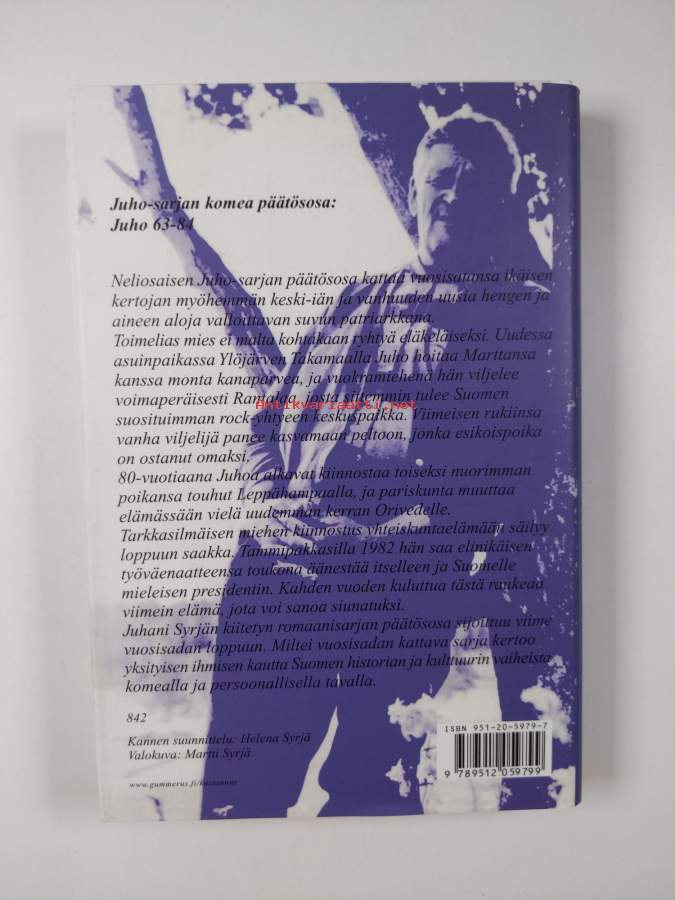 Juho-sarjan komea päätösosa:
Juho 63-84
Neliosaisen Juho-sarjan päätösosa kattaa vuosisatansa ikäisen
kertojan myöhemmän keski-iän ja vanhuuden uusia hengen ja
aineen aloja valloittavan suvun patriarkkana.
Toimelias mies ei malta kohtakaan ryhtyä eläkeläiseksi. Uudessa
asuinpaikassa Ylöjärven Takamaalla Juho hoitaa Marttansa
kanssa monta kanaparvea, ja vuokramiehenä hän viljelee
voimaperäisesti Rantalaa, josta sittemmin tulee Suomen
Antikvariaatti.net
suosituimman rock-yhtyeen keskuspaikka. Viimeisen rukiinsa
vanha viljelijä panee kasvamaan peltoon, jonka esikoispoika
on ostanut omaksi.
80-vuotiaana Juhoa alkavat kiinnostaa toiseksi nuorimman
poikansa touhut Leppähampaalla, ja pariskunta muuttaa
elämässään vielä uudemman kerran Orivedelle.
Tarkkasilmäisen miehen kiinnostus yhteiskuntaelämään säilyy
loppuun saakka. Tammipakkasilla 1982 hän saa elinikäisen
työväenaatteensa toukona äänestää itselleen ja Suomelle
mieleisen presidentin. Kahden vuoden kuluttua tästä raukeaa
viimein elämä, jota voi sanoa siunatuksi.
Juhani Syrjän kiitetyn romaanisarjan päätösosa sijoittuu viime
vuosisadan loppuun. Miltei vuosisadan kattava sarja kertoo
yksityisen ihmisen kautta Suomen historian ja kulttuurin vaiheista
komealla ja persoonallisella tavalla.
842
Kannen suunnittelu: Helena Syrjä
Valokuva: Martti Syrjä
www.gummerus.fi/kustannus
ISBN 951-20-5979-7
9 789512 059799